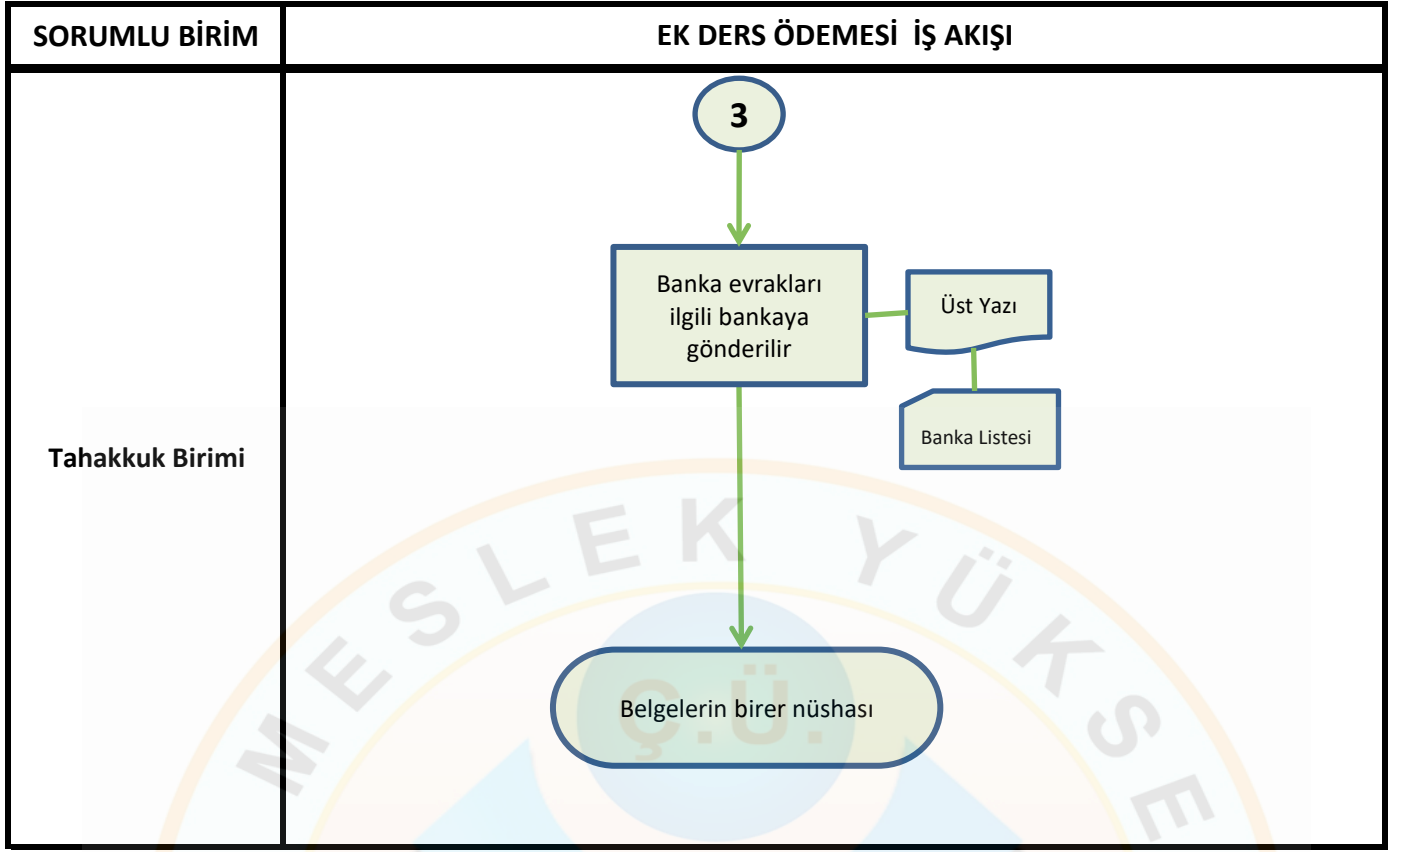 SORUMLU BİRİM
EK DERS ÖDEMESİ İŞ AKIŞI
3
Banka evrakları
ilgili bankaya
gönderilir
Üst Yazı
Banka Listesi
Tahakkuk Birimi
MESLEK YÜKSE
Ç.Ü.
Belgelerin birer nüshası